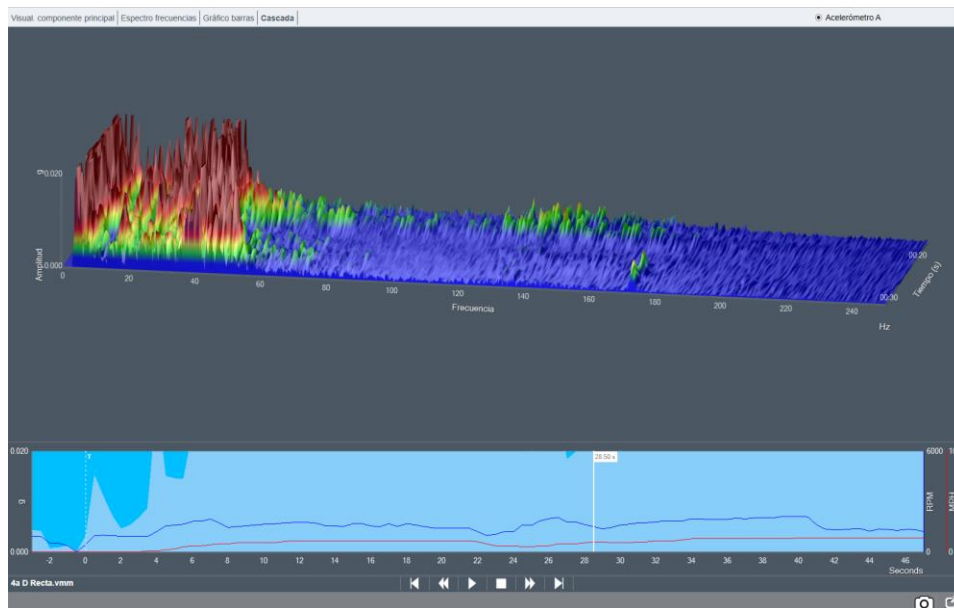 Visual. componente principal Espectro frecuencias Gráfico barras Cascada Acelerómetro A
g
0.020
Amplitud
0.000
0 20 40 60 80 100 120 140 160 180 200 220 240
Frecuencia
Hz
00:20
Tiempo (s)
00:30
0.020 T 28.50 s 6000 10
g RPM MPH
0.000 0 0
-2 0 2 4 6 8 10 12 14 16 18 20 22 24 26 28 30 32 34 36 38 40 42 44 46
Seconds
4a D Recta.vmm